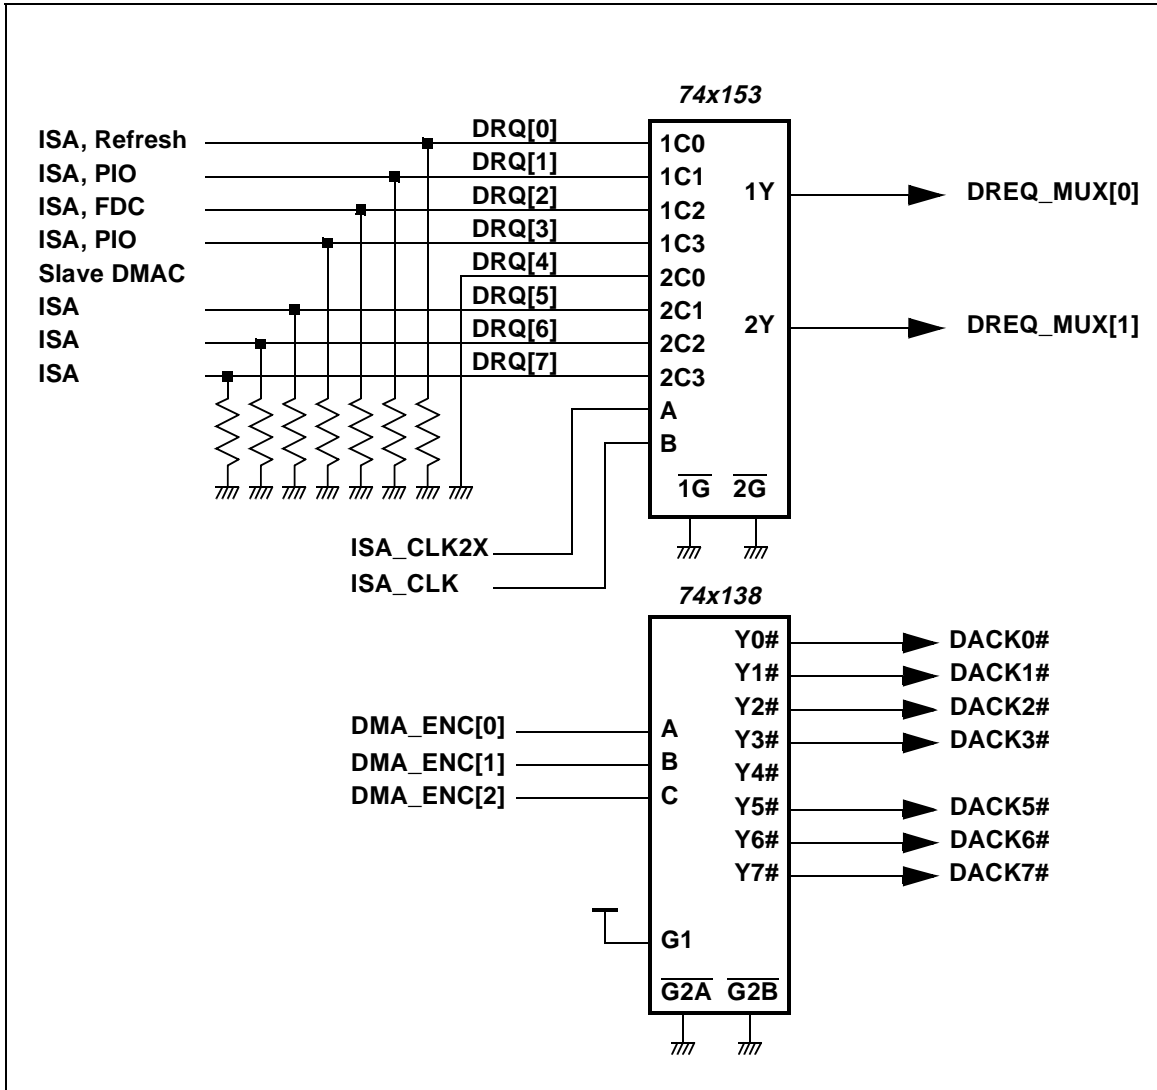 74x153
ISA, Refresh
DRQ[0]
1C0
ISA, PIO
DRQ[1]
1C1
1Y
DREQ_MUX[0]
ISA, FDC
DRQ[2]
1C2
ISA, PIO
DRQ[3]
1C3
Slave DMAC
DRQ[4]
2C0
ISA
DRQ[5]
2C1
2Y
DREQ_MUX[1]
ISA
DRQ[6]
2C2
ISA
DRQ[7]
2C3
A
B
1G 2G
ISA_CLK2X
ISA_CLK
74x138
Y0# DACK0#
Y1# DACK1#
Y2# DACK2#
DMA_ENC[0] A
Y3# DACK3#
DMA_ENC[1] B
Y4#
DMA_ENC[2] C
Y5# DACK5#
Y6# DACK6#
Y7# DACK7#
G1
G2A G2B